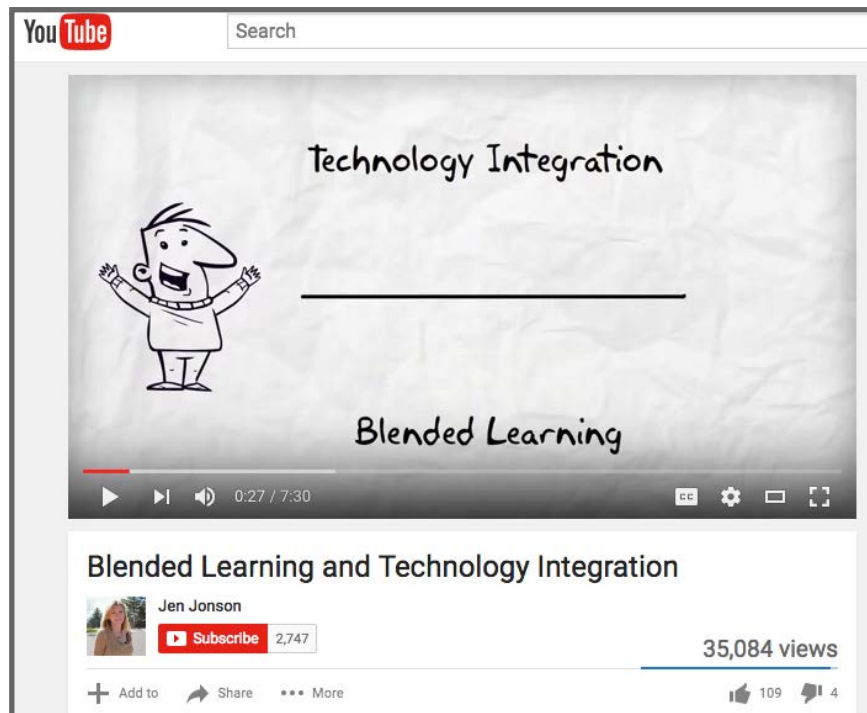 YouTube
Search
Technology Integration
Blended Learning
0:27 / 7:30
CC
Blended Learning and Technology Integration
Jen Jonson
Subscribe 2,747
35,084 views
Add to Share More
109 4